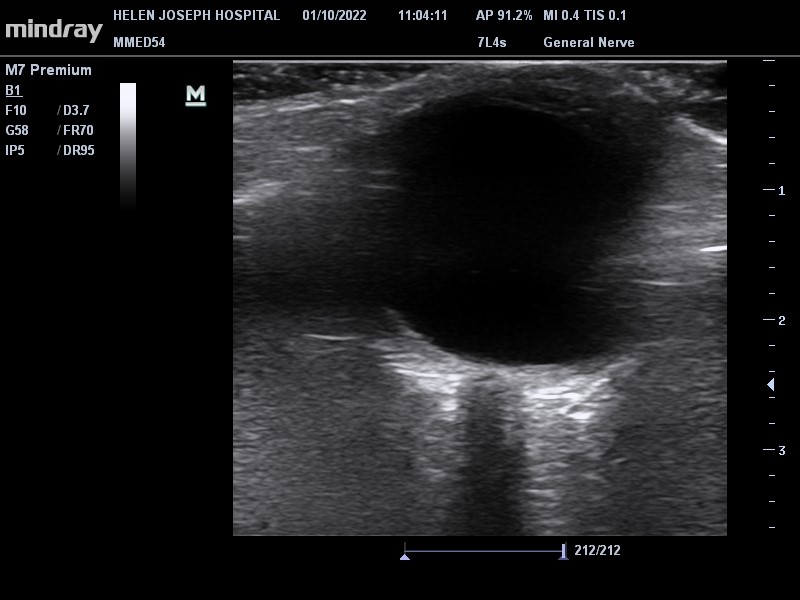 mindray
HELEN JOSEPH HOSPITAL 01/10/2022 11:04:11 AP 91.2% MI 0.4 TIS 0.1
MMED54 7L4s General Nerve
M7 Premium
B1
F10 / D3.7
G58 / FR70
IP5 / DR95
M
1
2
3
212/212